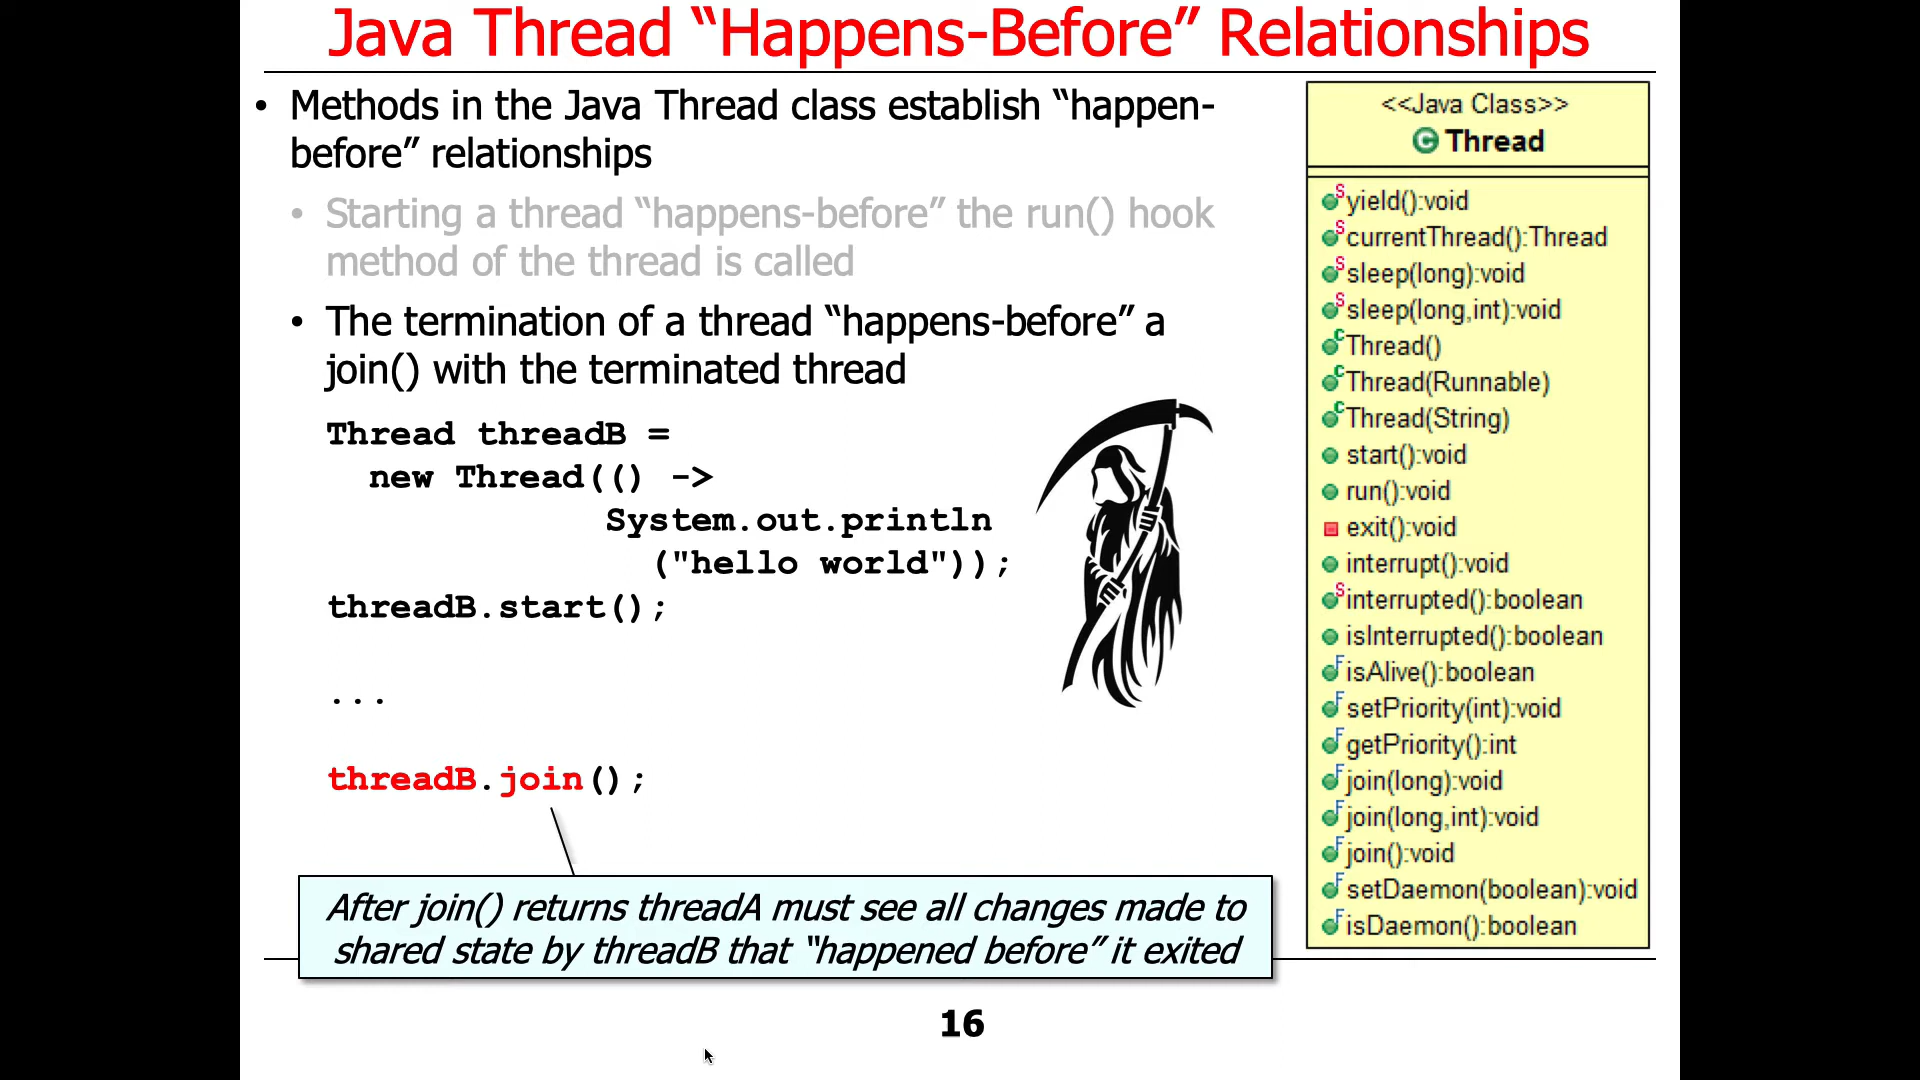 Java Thread “Happens-Before” Relationships
• Methods in the Java Thread class establish “happen-
before” relationships
• Starting a thread “happens-before” the run() hook
method of the thread is called
• The termination of a thread “happens-before” a
join() with the terminated thread
Thread threadB =
new Thread(() ->
System.out.println
("hello world"));
threadB.start();
...
threadB.join();
After join() returns threadA must see all changes made to
shared state by threadB that “happened before” it exited
<<Java Class>>
C Thread
S yield():void
S currentThread():Thread
S sleep(long):void
S sleep(long,int):void
C Thread()
C Thread(Runnable)
C Thread(String)
start():void
run():void
exit():void
interrupt():void
S interrupted():boolean
isInterrupted():boolean
F isAlive():boolean
F setPriority(int):void
F getPriority():int
F join(long):void
F join(long,int):void
F join():void
F setDaemon(boolean):void
F isDaemon():boolean
16